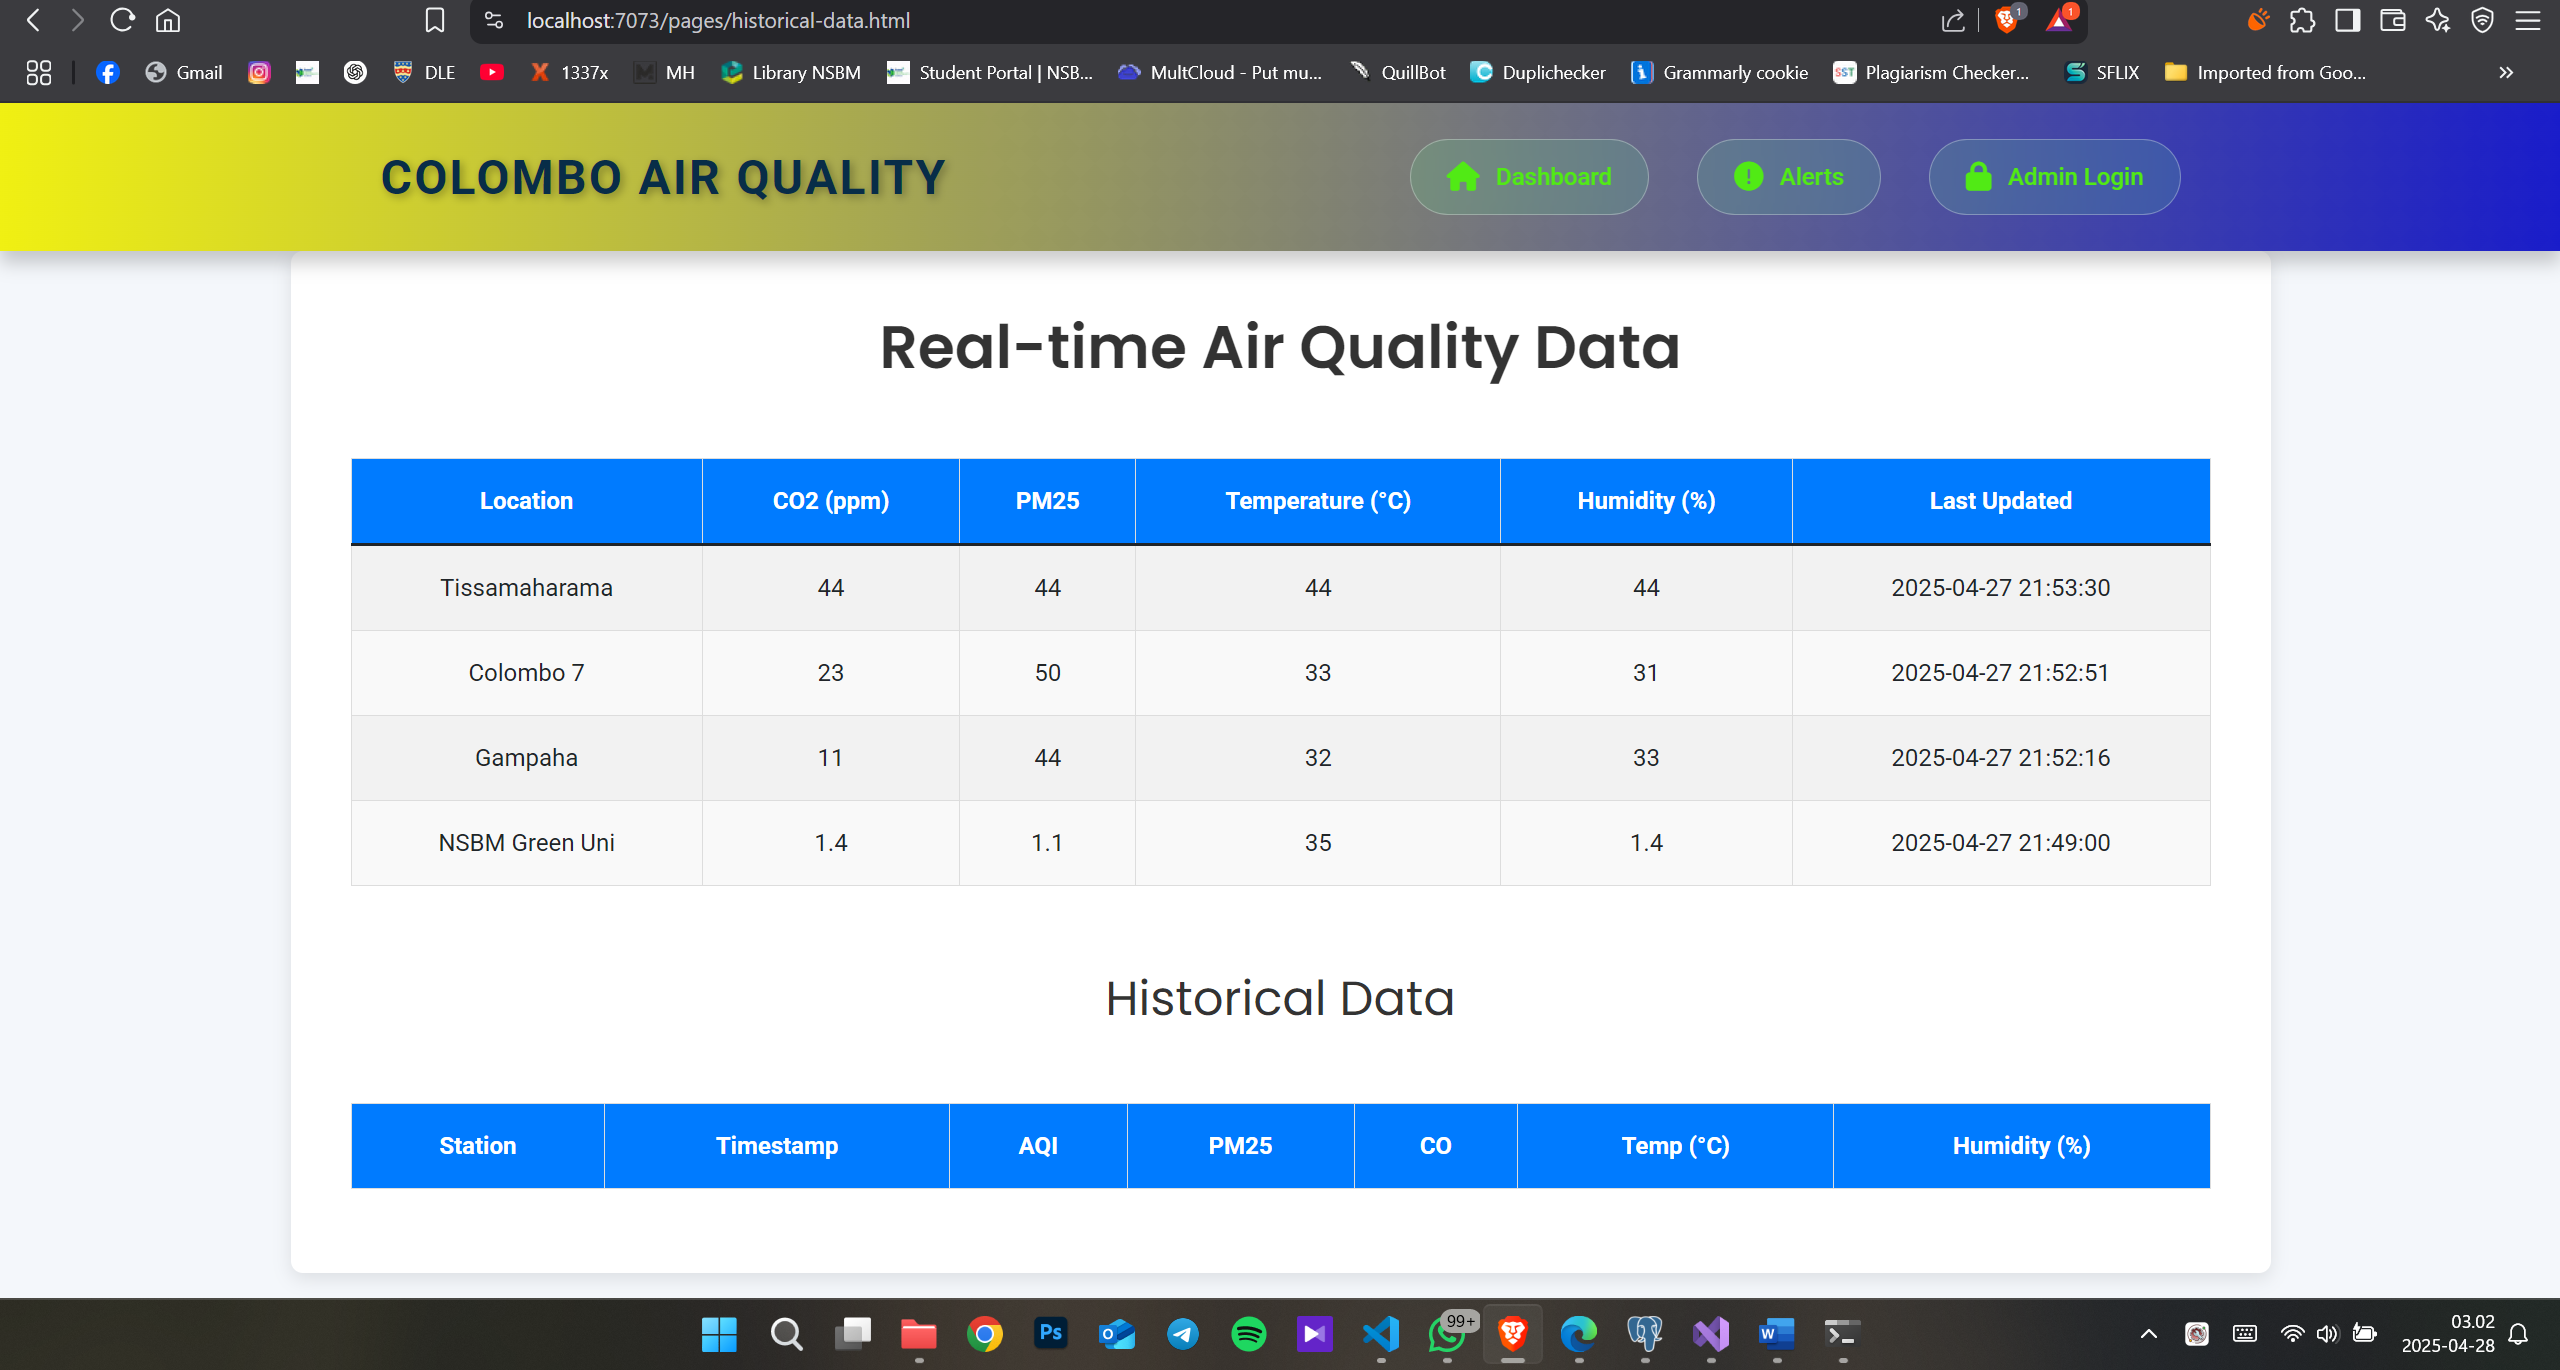 localhost:7073/pages/historical-data.html
1
1
Gmail
DLE
1337x
MH
Library NSBM
Student Portal | NSB...
MultCloud - Put mu...
QuillBot
Duplichecker
Grammarly cookie
SST
Plagiarism Checker...
SFLIX
Imported from Goo...
COLOMBO AIR QUALITY
Dashboard
Alerts
Admin Login
Real-time Air Quality Data
Location CO2 (ppm) PM25 Temperature (°C) Humidity (%) Last Updated
Tissamaharama 44 44 44 44 2025-04-27 21:53:30
Colombo 7 23 50 33 31 2025-04-27 21:52:51
Gampaha 11 44 32 33 2025-04-27 21:52:16
NSBM Green Uni 1.4 1.1 35 1.4 2025-04-27 21:49:00
Historical Data
Station Timestamp AQI PM25 CO Temp (°C) Humidity (%)
Ps
99+
03.02
2025-04-28